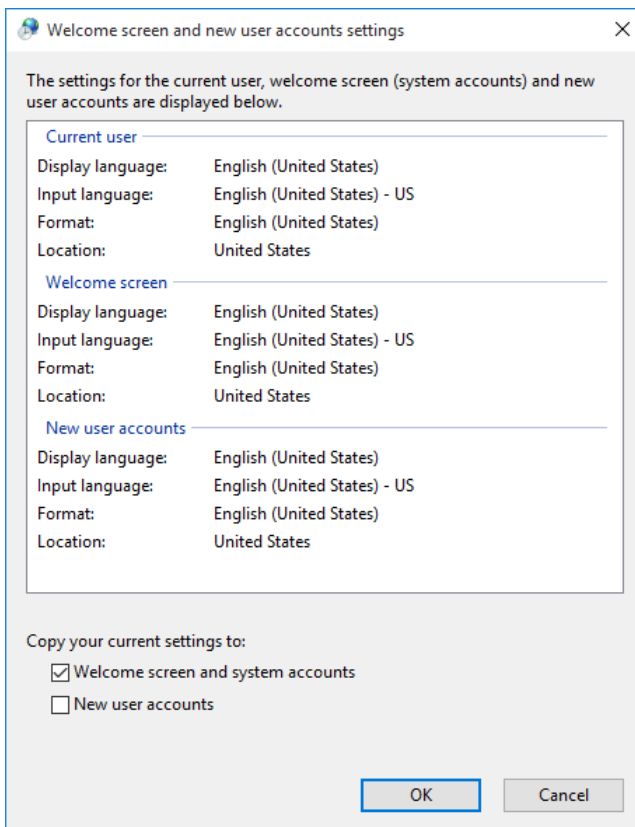 Welcome screen and new user accounts settings
The settings for the current user, welcome screen (system accounts) and new
user accounts are displayed below.
Current user
Display language: English (United States)
Input language: English (United States) - US
Format: English (United States)
Location: United States
Welcome screen
Display language: English (United States)
Input language: English (United States) - US
Format: English (United States)
Location: United States
New user accounts
Display language: English (United States)
Input language: English (United States) - US
Format: English (United States)
Location: United States
Copy your current settings to:
Welcome screen and system accounts
New user accounts
OK Cancel